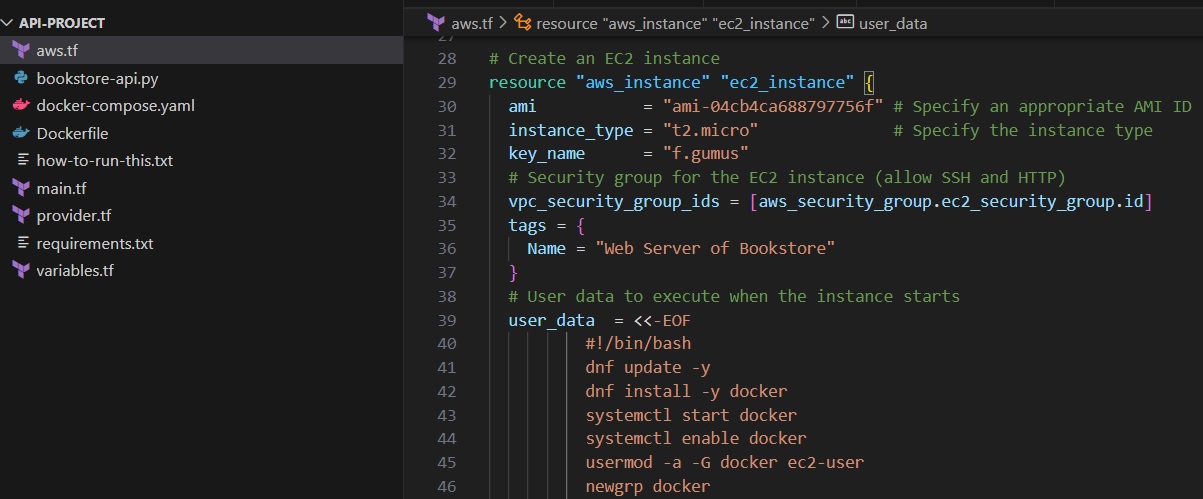 API-PROJECT
aws.tf
bookstore-api.py
docker-compose.yaml
Dockerfile
how-to-run-this.txt
main.tf
provider.tf
requirements.txt
variables.tf
aws.tf > resource "aws_instance" "ec2_instance" > abc user_data
27
28 # Create an EC2 instance
29 resource "aws_instance" "ec2_instance" {
30 ami = "ami-04cb4ca688797756f" # Specify an appropriate AMI ID
31 instance_type = "t2.micro" # Specify the instance type
32 key_name = "f.gumus"
33 # Security group for the EC2 instance (allow SSH and HTTP)
34 vpc_security_group_ids = [aws_security_group.ec2_security_group.id]
35 tags = {
36 Name = "Web Server of Bookstore"
37 }
38 # User data to execute when the instance starts
39 user_data = <<-EOF
40 #!/bin/bash
41 dnf update -y
42 dnf install -y docker
43 systemctl start docker
44 systemctl enable docker
45 usermod -a -G docker ec2-user
46 newgrp docker